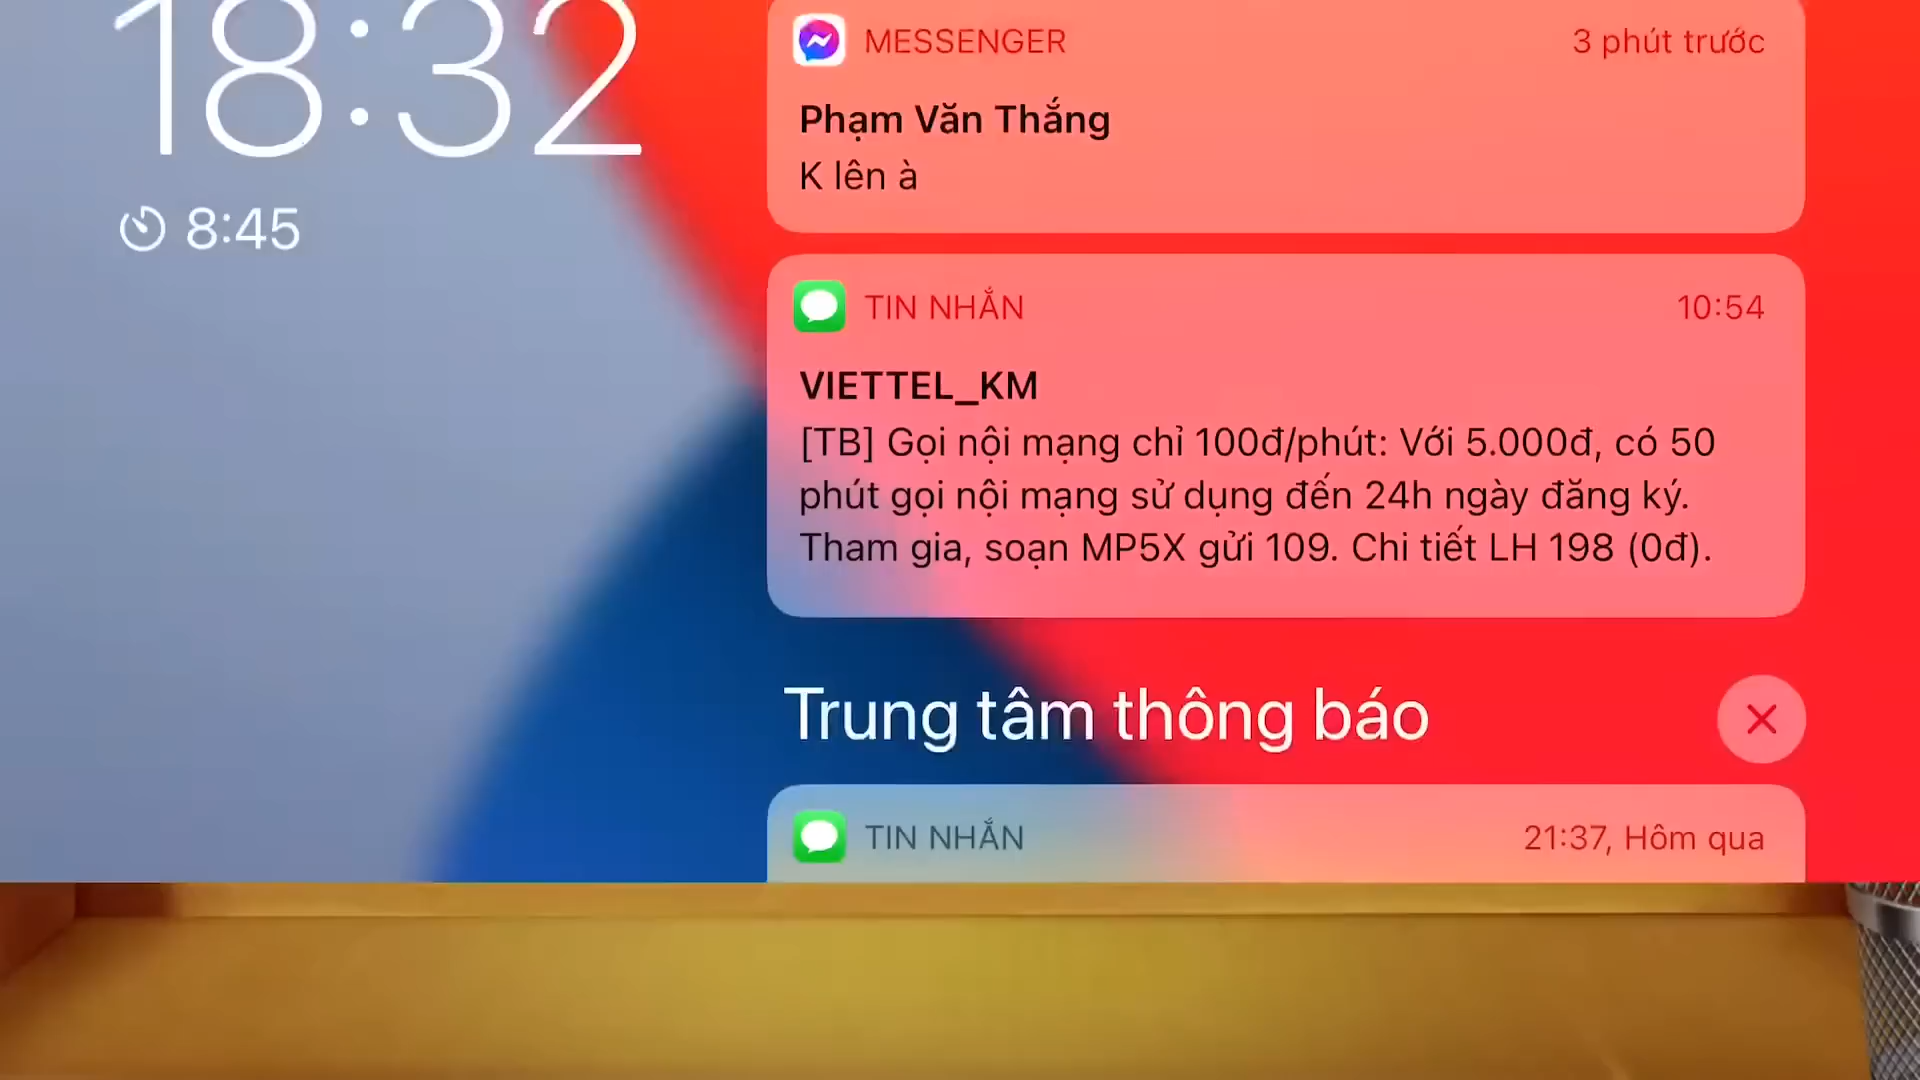 18:32
8:45
MESSENGER
3 phút trước
Phạm Văn Thắng
K lên à
TIN NHẮN
10:54
VIETTEL_KM
[TB] Gọi nội mạng chỉ 100đ/phút: Với 5.000đ, có 50
phút gọi nội mạng sử dụng đến 24h ngày đăng ký.
Tham gia, soạn MP5X gửi 109. Chi tiết LH 198 (0đ).
Trung tâm thông báo
TIN NHẮN
21:37, Hôm qua